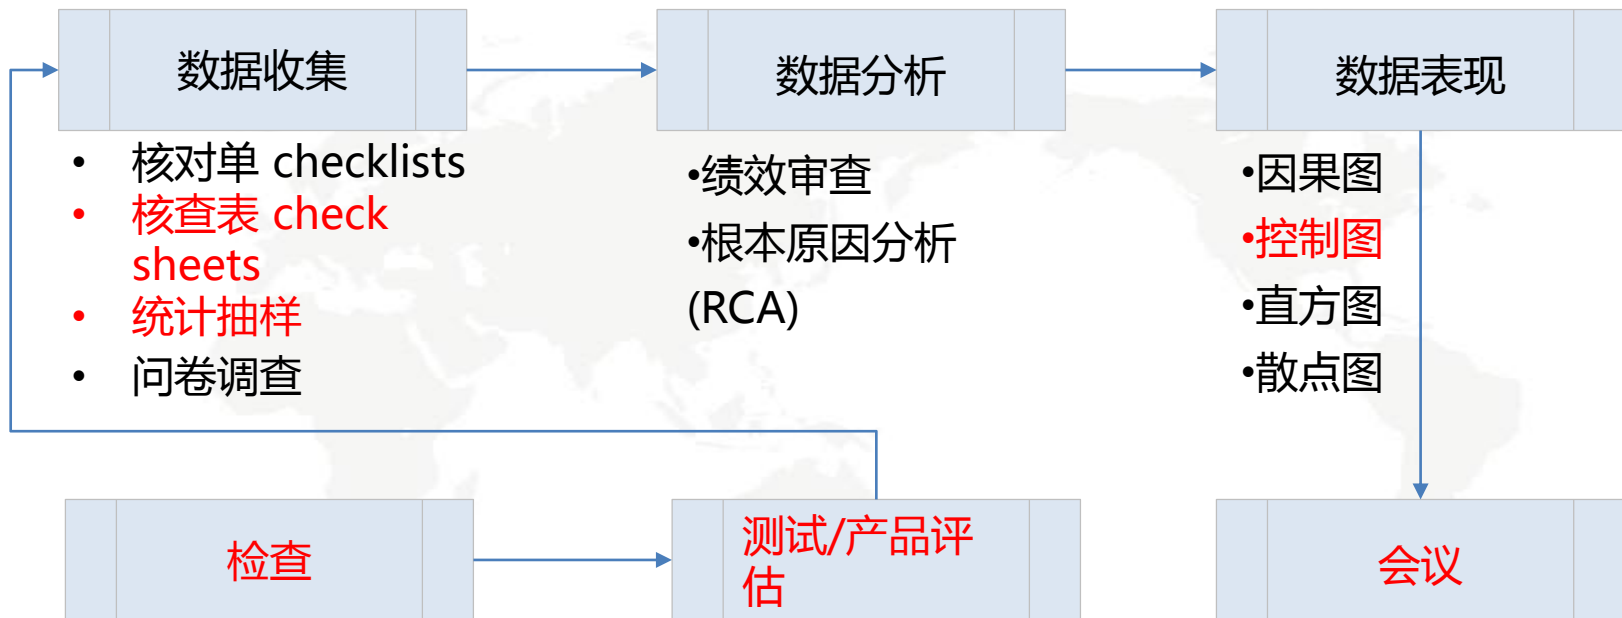 数据收集
数据分析
数据表现
• 核对单 checklists
• 核查表 check
sheets
• 统计抽样
• 问卷调查
•绩效审查
•根本原因分析
(RCA)
•因果图
•控制图
•直方图
•散点图
检查
测试/产品评
估
会议